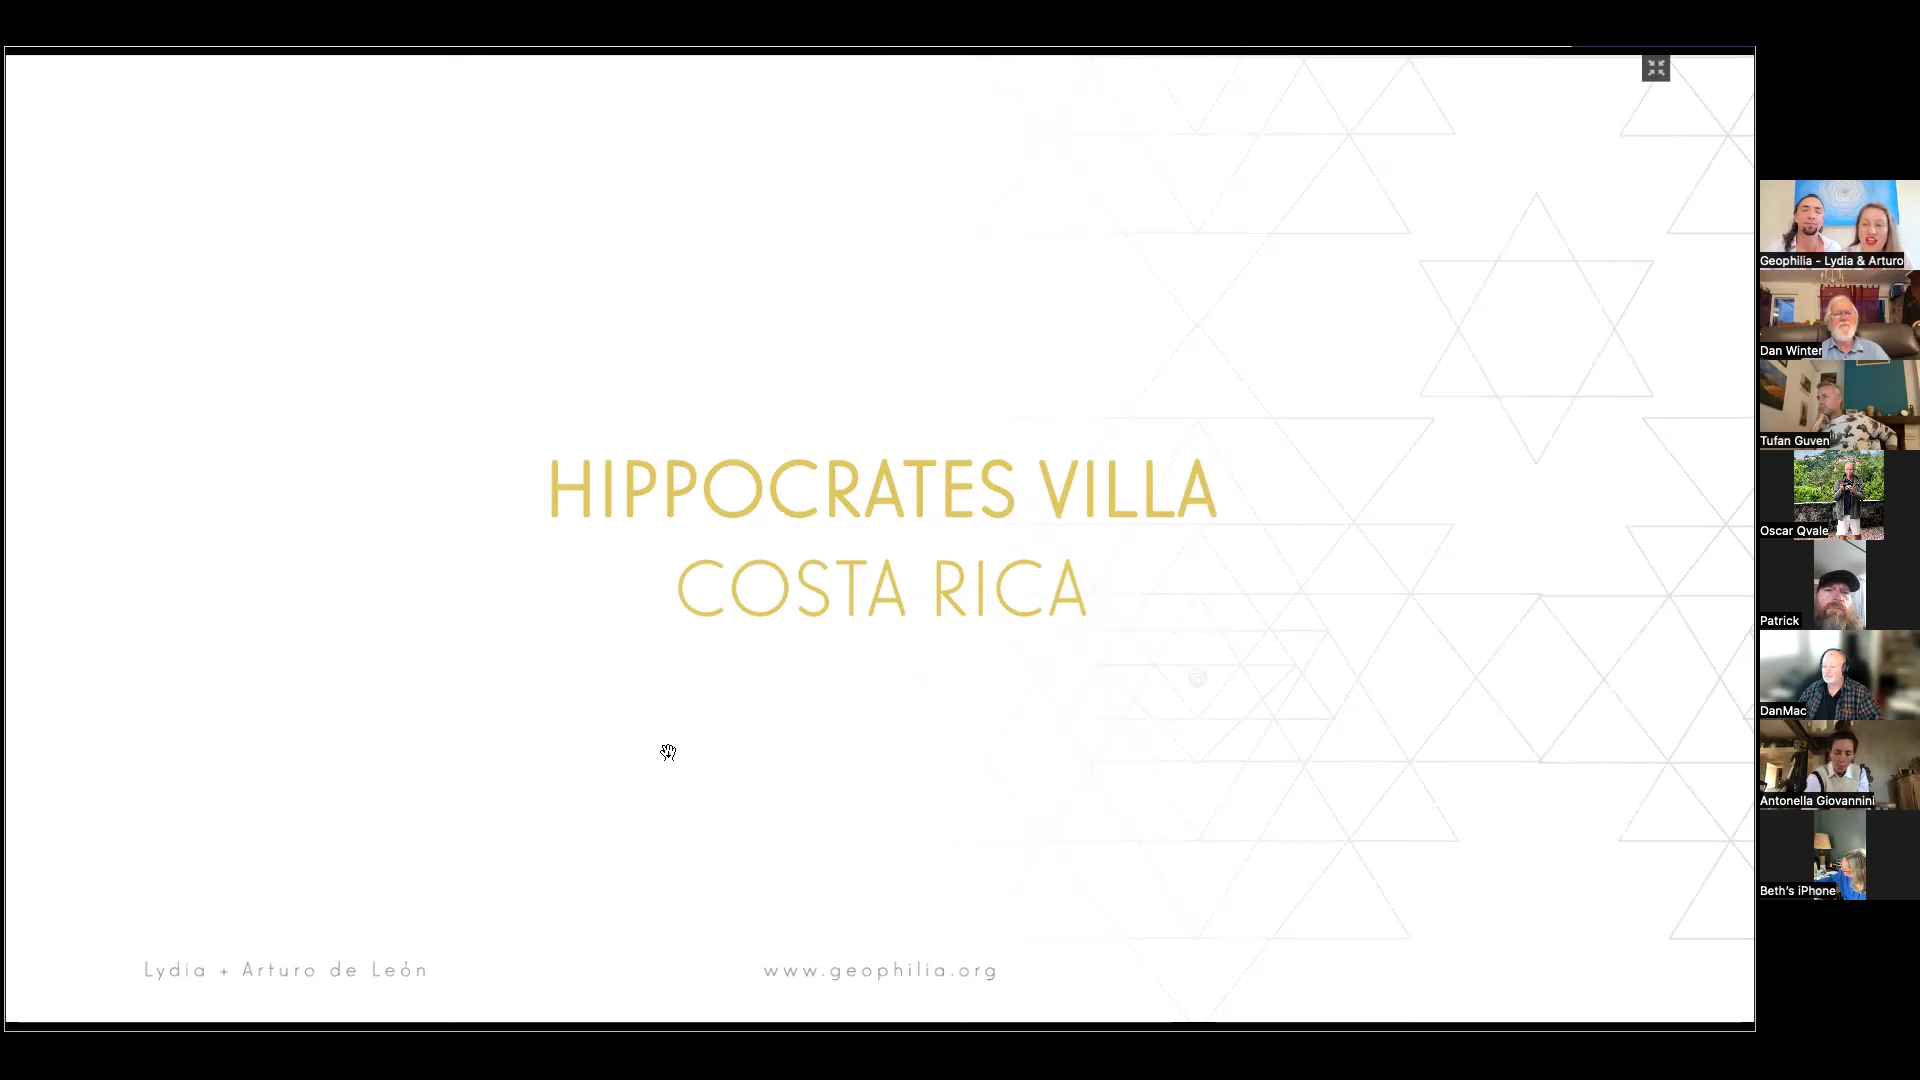 HIPPOCRATES VILLA
COSTA RICA
Lydia + Arturo de León
www.geophilia.org
Geophilia - Lydia & Arturo
Dan Winter
Tufan Guven
Oscar Qvale
Patrick
DanMac
Antonella Giovannini
Beth's iPhone